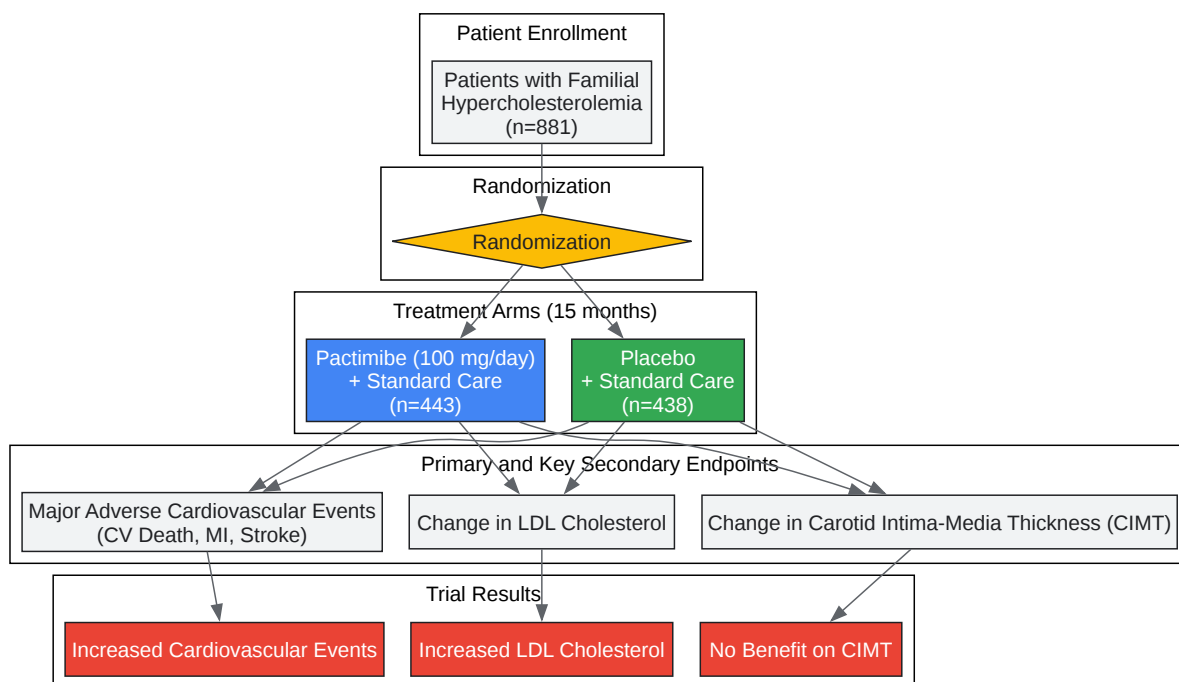 Patient Enrollment
Patients with Familial
Hypercholesterolemia
(n=881)
Randomization
Randomization
Treatment Arms (15 months)
Pactimibe (100 mg/day)
+ Standard Care
(n=443)
Placebo
+ Standard Care
(n=438)
Primary and Key Secondary Endpoints
Major Adverse Cardiovascular Events
(CV Death, MI, Stroke)
Change in LDL Cholesterol
Change in Carotid Intima-Media Thickness (CIMT)
Trial Results
Increased Cardiovascular Events
Increased LDL Cholesterol
No Benefit on CIMT